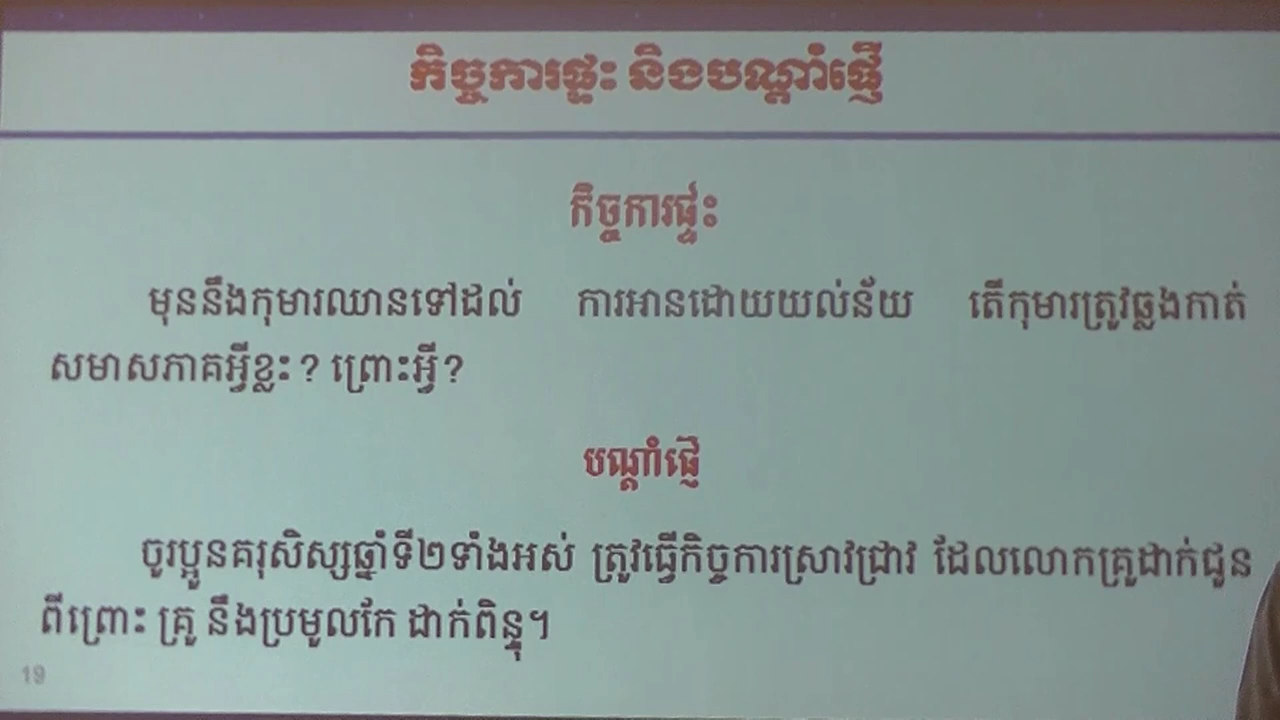 កិច្ចការផ្ទះ និងបណ្តាំផ្ញើ
កិច្ចការផ្ទះ
មុននឹងកុមារឈានទៅដល់ ការអានដោយយល់ន័យ តើកុមារត្រូវឆ្លងកាត់
សមាសភាគអ្វីខ្លះ? ព្រោះអ្វី?
បណ្តាំផ្ញើ
ចូរប្អូនគរុសិស្សឆ្នាំទី២ទាំងអស់ ត្រូវធ្វើកិច្ចការស្រាវជ្រាវ ដែលលោកគ្រូដាក់ជូន
ពីព្រោះ គ្រូ នឹងប្រមូលកែ ដាក់ពិន្ទុ។
19